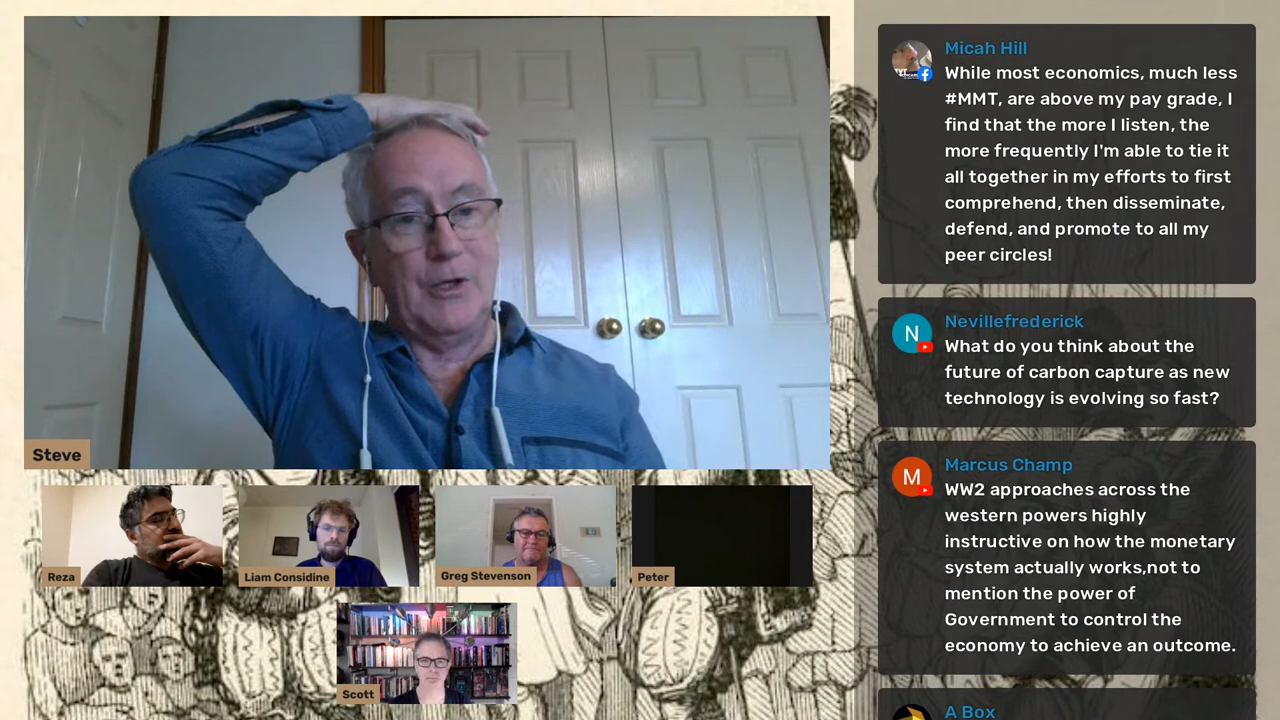 Steve
Reza
Liam Considine
Greg Stevenson
Peter
Scott
Micah Hill
While most economics, much less
#MMT, are above my pay grade, I
find that the more I listen, the
more frequently I'm able to tie it
all together in my efforts to first
comprehend, then disseminate,
defend, and promote to all my
peer circles!
N
Nevillefrederick
What do you think about the
future of carbon capture as new
technology is evolving so fast?
M
Marcus Champ
WW2 approaches across the
western powers highly
instructive on how the monetary
system actually works,not to
mention the power of
Government to control the
economy to achieve an outcome.
A Box